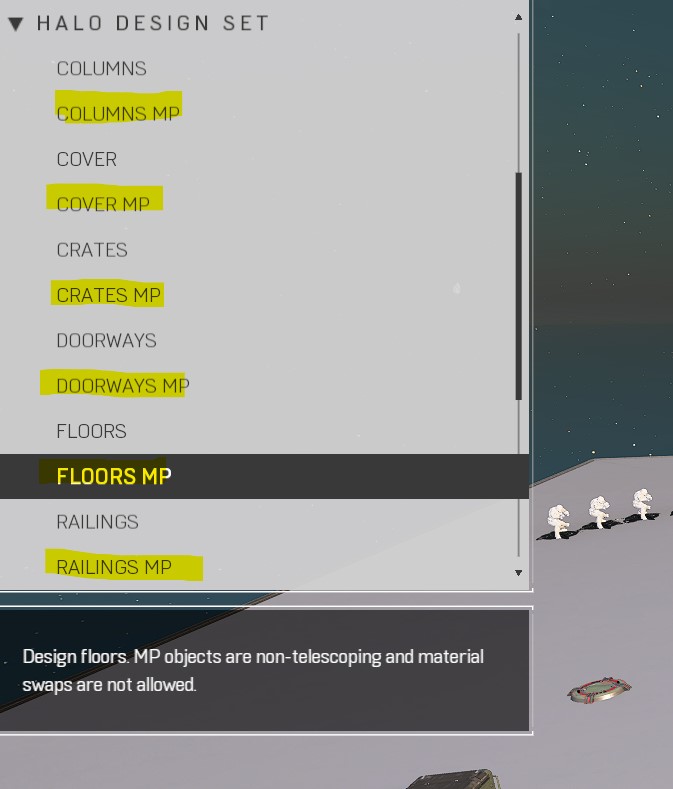 HALO DESIGN SET
COLUMNS
COLUMNS MP
COVER
COVER MP
CRATES
CRATES MP
DOORWAYS
DOORWAYS MP
FLOORS
FLOORS MP
RAILINGS
RAILINGS MP
Design floors. MP objects are non-telescoping and material
swaps are not allowed.